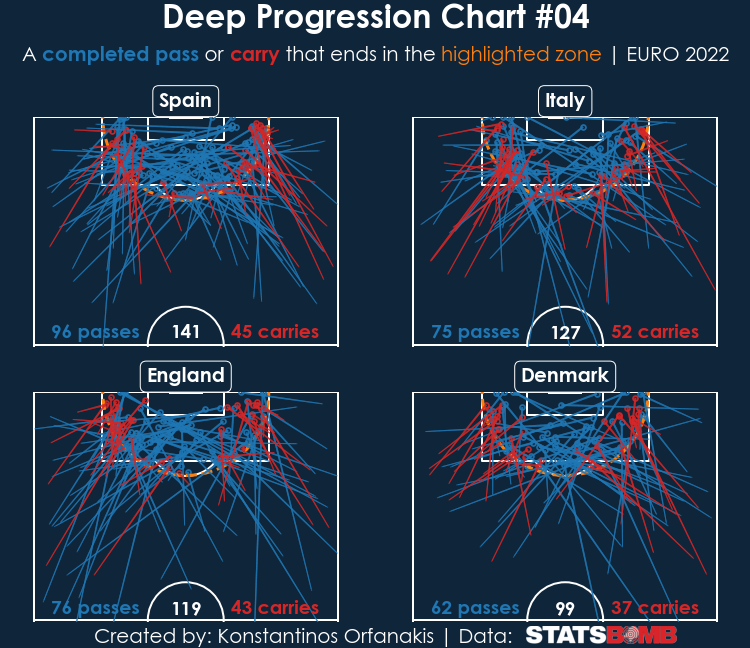 Deep Progression Chart #04
A completed pass or carry that ends in the highlighted zone | EURO 2022
Spain
Italy
96 passes 141 45 carries
75 passes 127 52 carries
England
Denmark
76 passes 119 43 carries
62 passes 99 37 carries
Created by: Konstantinos Orfanakis | Data: STATSBOMB